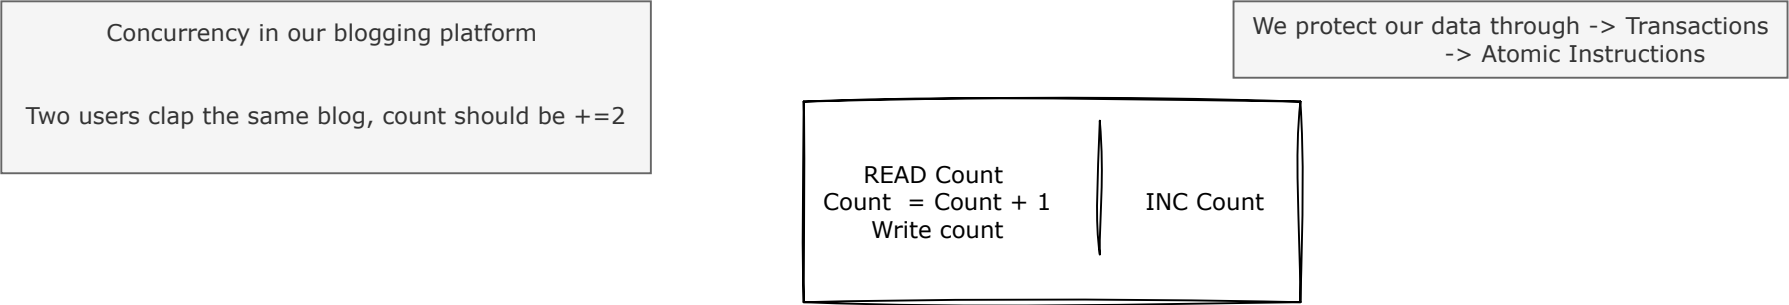 Concurrency in our blogging platform
Two users clap the same blog, count should be +=2
We protect our data through -> Transactions
-> Atomic Instructions
READ Count
Count  = Count + 1
Write count
INC Count